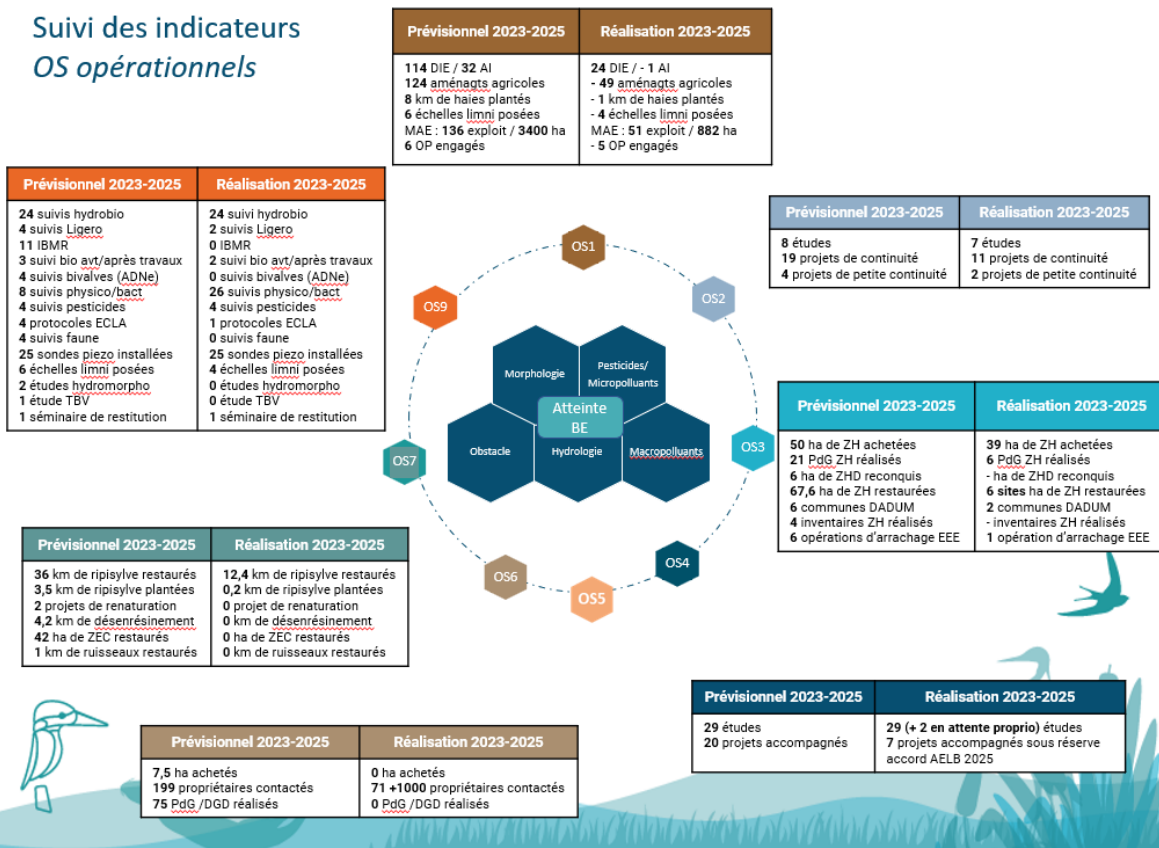 Suivi des indicateurs
OS opérationnels
Prévisionnel 2023-2025
Réalisation 2023-2025
114 DIE / 32 AI
124 aménagts agricoles
8 km de haies plantés
6 échelles limni posées
MAE : 136 exploit / 3400 ha
6 OP engagés
24 DIE / - 1 AI
- 49 aménagts agricoles
- 1 km de haies plantés
- 4 échelles limni posées
MAE : 51 exploit / 882 ha
- 5 OP engagés
Prévisionnel 2023-2025
Réalisation 2023-2025
24 suivis hydrobio
4 suivis Ligero
11 IBMR
3 suivi bio avt/après travaux
4 suivis bivalves (ADNe)
8 suivis physico/bact
4 suivis pesticides
4 protocoles ECLA
4 suivis faune
25 sondes piezo installées
6 échelles limni posées
2 études hydromorpho
1 étude TBV
1 séminaire de restitution
24 suivi hydrobio
2 suivis Ligero
0 IBMR
2 suivi bio avt/après travaux
0 suivis bivalves (ADNe)
26 suivis physico/bact
4 suivis pesticides
1 protocoles ECLA
0 suivis faune
25 sondes piezo installées
4 échelles limni posées
0 études hydromorpho
0 étude TBV
1 séminaire de restitution
Prévisionnel 2023-2025
Réalisation 2023-2025
8 études
19 projets de continuité
4 projets de petite continuité
7 études
11 projets de continuité
2 projets de petite continuité
OS1
OS2
OS9
Morphologie
Pesticides/
Micropolluants
Atteinte
BE
Obstacle
Hydrologie
Macropolluants
OS7
OS3
OS6
OS5
OS4
Prévisionnel 2023-2025
Réalisation 2023-2025
50 ha de ZH achetées
21 PdG ZH réalisés
6 ha de ZHD reconquis
67,6 ha de ZH restaurées
6 communes DADUM
4 inventaires ZH réalisés
6 opérations d'arrachage EEE
39 ha de ZH achetées
6 PdG ZH réalisés
- ha de ZHD reconquis
6 sites ha de ZH restaurées
2 communes DADUM
- inventaires ZH réalisés
1 opération d'arrachage EEE
Prévisionnel 2023-2025
Réalisation 2023-2025
36 km de ripisylve restaurés
3,5 km de ripisylve plantées
2 projets de renaturation
4,2 km de désenrésinement
42 ha de ZEC restaurés
1 km de ruisseaux restaurés
12,4 km de ripisylve restaurés
0,2 km de ripisylve plantées
0 projet de renaturation
0 km de désenrésinement
0 ha de ZEC restaurés
0 km de ruisseaux restaurés
Prévisionnel 2023-2025
Réalisation 2023-2025
29 études
20 projets accompagnés
29 (+ 2 en attente proprio) études
7 projets accompagnés sous réserve
accord AELB 2025
Prévisionnel 2023-2025
Réalisation 2023-2025
7,5 ha achetés
199 propriétaires contactés
75 PdG /DGD réalisés
0 ha achetés
71 +1000 propriétaires contactés
0 PdG /DGD réalisés